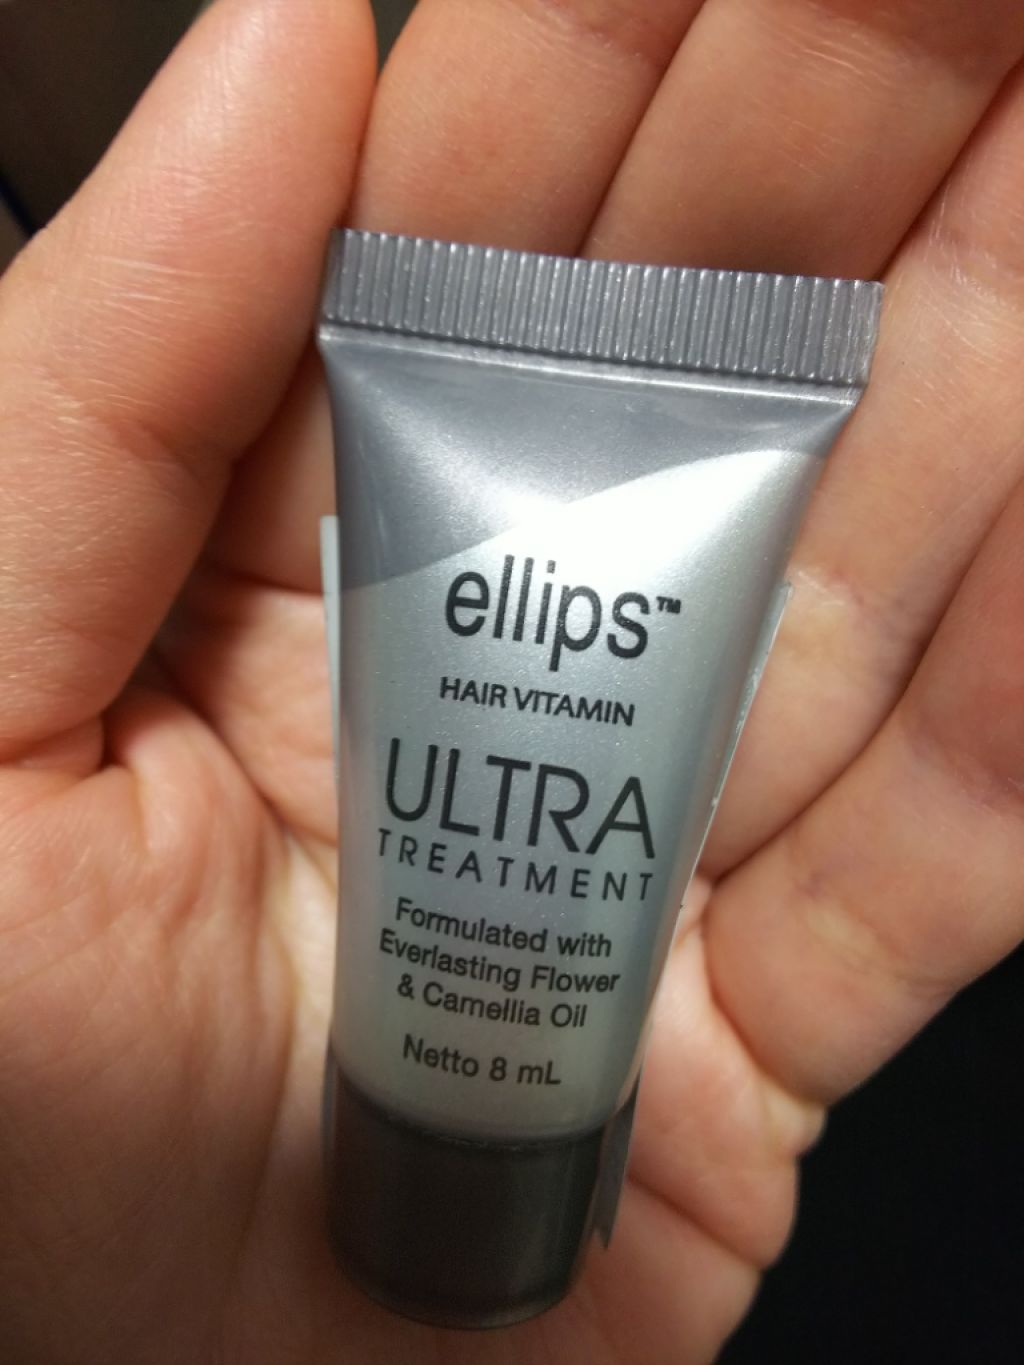 ellips™
HAIR VITAMIN
ULTRA
TREATMENT
Formulated with
Everlasting Flower
& Camellia Oil
Netto 8 mL